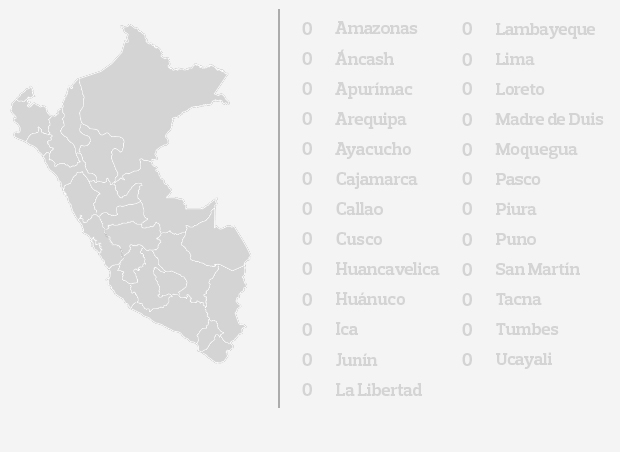 0 Amazonas
0 Áncash
0 Apurímac
0 Arequipa
0 Ayacucho
0 Cajamarca
0 Callao
0 Cusco
0 Huancavelica
0 Huánuco
0 Ica
0 Junín
0 La Libertad
0 Lambayeque
0 Lima
0 Loreto
0 Madre de Duis
0 Moquegua
0 Pasco
0 Piura
0 Puno
0 San Martín
0 Tacna
0 Tumbes
0 Ucayali